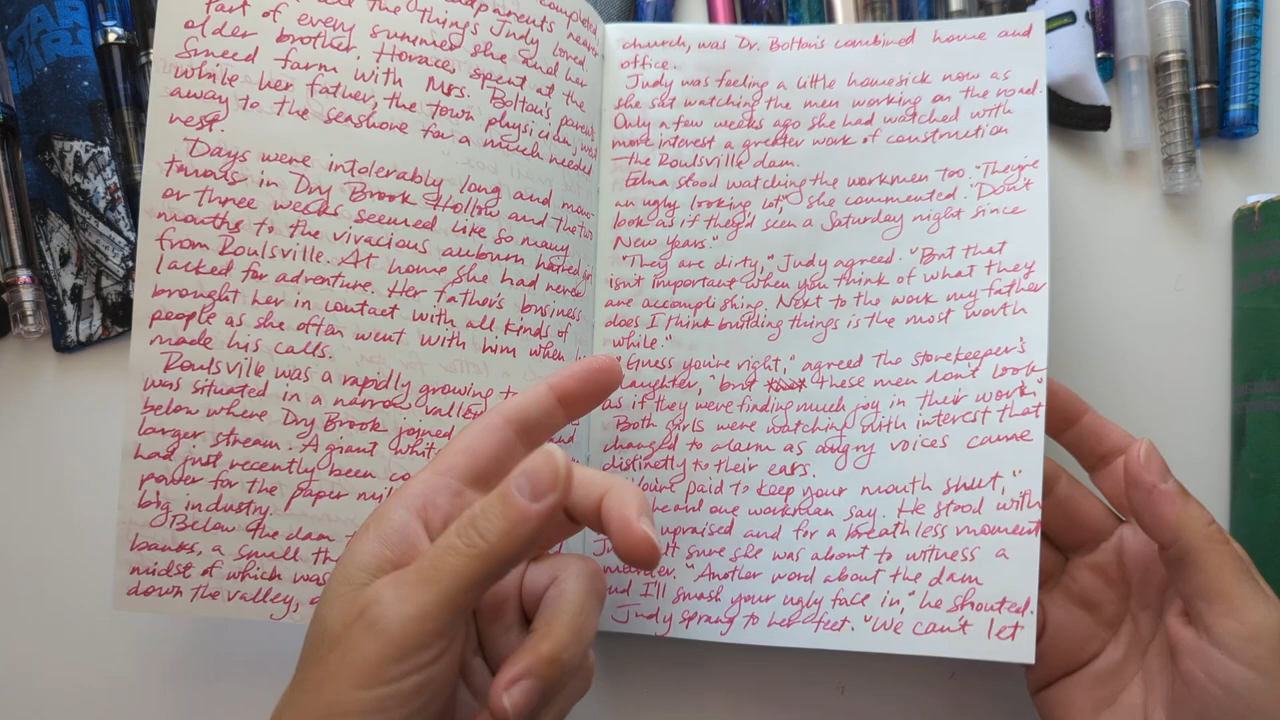 completed
the things Judy loved.
Part of every summer she and her
older brother, Horace, spent at the
Smeed farm with Mrs. Bolton's parents
while her father, the town physician, went
away to the seashore for a much needed
rest.
Days were intolerably long and mono-
tonous in Dry Brook Hollow and the two
or three weeks seemed like so many
months to the vivacious auburn haired girl
from Roulsville. At home she had never
lacked for adventure. Her father's business
brought her in contact with all kinds of
people as she often went with him when he
made his calls.
Roulsville was a rapidly growing
was situated in a narrow valley
below where Dry Brook joined
larger stream. A giant white
had just recently been
power for the paper
big industry.
Below the dam
banks, a small
midst of which was
down the valley,
church, was Dr. Bolton's combined home and
office.
Judy was feeling a little homesick now as
she sat watching the men working on the road.
Only a few weeks ago she had watched with
more interest a greater work of construction
—the Roulsville dam.
Edna stood watching the workmen too. "They're
an ugly looking lot," she commented. "Don't
look as if they'd seen a Saturday night since
New Years."
"They are dirty," Judy agreed. "But that
isn't important when you think of what they
are accomplishing. Next to the work my father
does I think building things is the most worth
while."
"Guess you're right," agreed the storekeeper's
daughter, "but these men don't look
as if they were finding much joy in their work"
Both girls were watching with interest that
changed to alarm as angry voices came
distinctly to their ears.
You're paid to keep your mouth shut,"
heard one workman say. He stood with
upraised and for a breathless moment
sure she was about to witness a
murder. "Another word about the dam
and I'll smash your ugly face in," he shouted.
Judy sprang to her feet. "We can't let